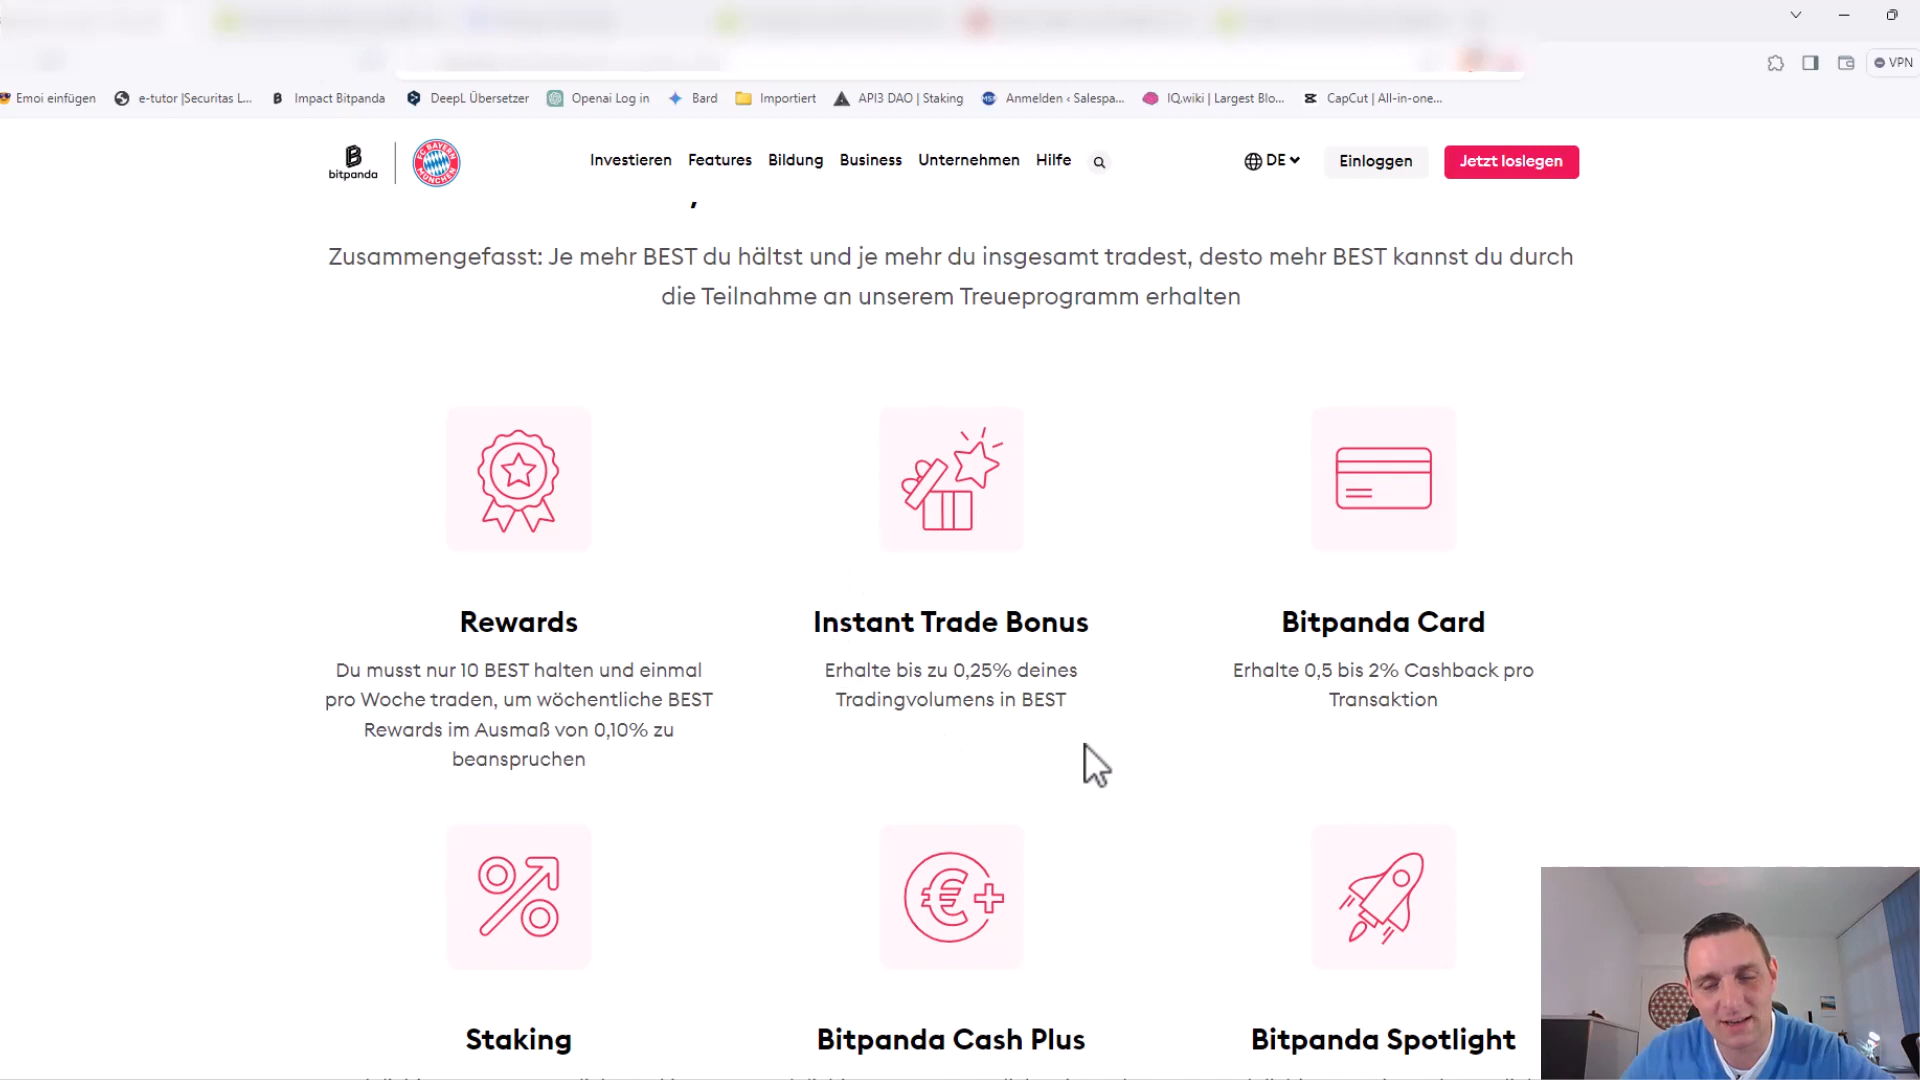 VPN
Emoi einfügen
e-tutor |Securitas L...
Impact Bitpanda
DeepL Übersetzer
Openai Log in
Bard
Importiert
API3 DAO | Staking
Anmelden ‹ Salespa...
IQ.wiki | Largest Blo...
CapCut | All-in-one...
bitpanda
FC BAYERN MÜNCHEN
Investieren
Features
Bildung
Business
Unternehmen
Hilfe
DE
Einloggen
Jetzt loslegen
Zusammengefasst: Je mehr BEST du hältst und je mehr du insgesamt tradest, desto mehr BEST kannst du durch
die Teilnahme an unserem Treueprogramm erhalten
Rewards
Du musst nur 10 BEST halten und einmal
pro Woche traden, um wöchentliche BEST
Rewards im Ausmaß von 0,10% zu
beanspruchen
Instant Trade Bonus
Erhalte bis zu 0,25% deines
Tradingvolumens in BEST
Bitpanda Card
Erhalte 0,5 bis 2% Cashback pro
Transaktion
Staking
Bitpanda Cash Plus
Bitpanda Spotlight